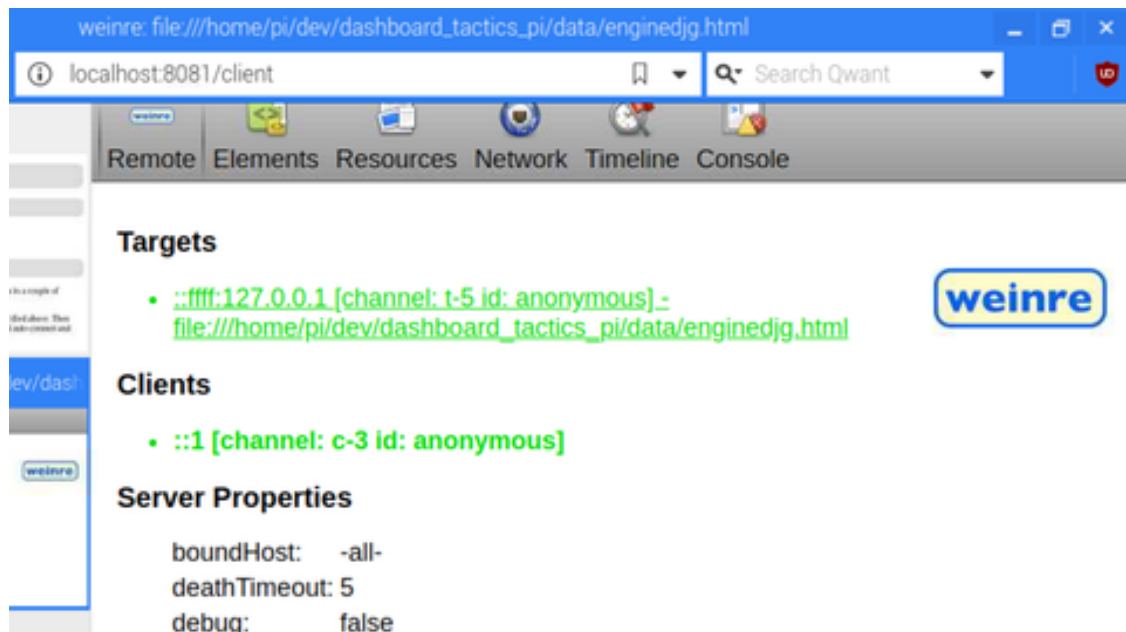 weinre: file:///home/pi/dev/dashboard_tactics_pi/data/enginedjg.html
localhost:8081/client
Search Qwant
weinre
Remote Elements Resources Network Timeline Console
Targets
::ffff:127.0.0.1 [channel: t-5 id: anonymous] -
file:///home/pi/dev/dashboard_tactics_pi/data/enginedjg.html
weinre
Clients
::1 [channel: c-3 id: anonymous]
Server Properties
boundHost: -all-
deathTimeout: 5
debug: false
ev/dash
weinre